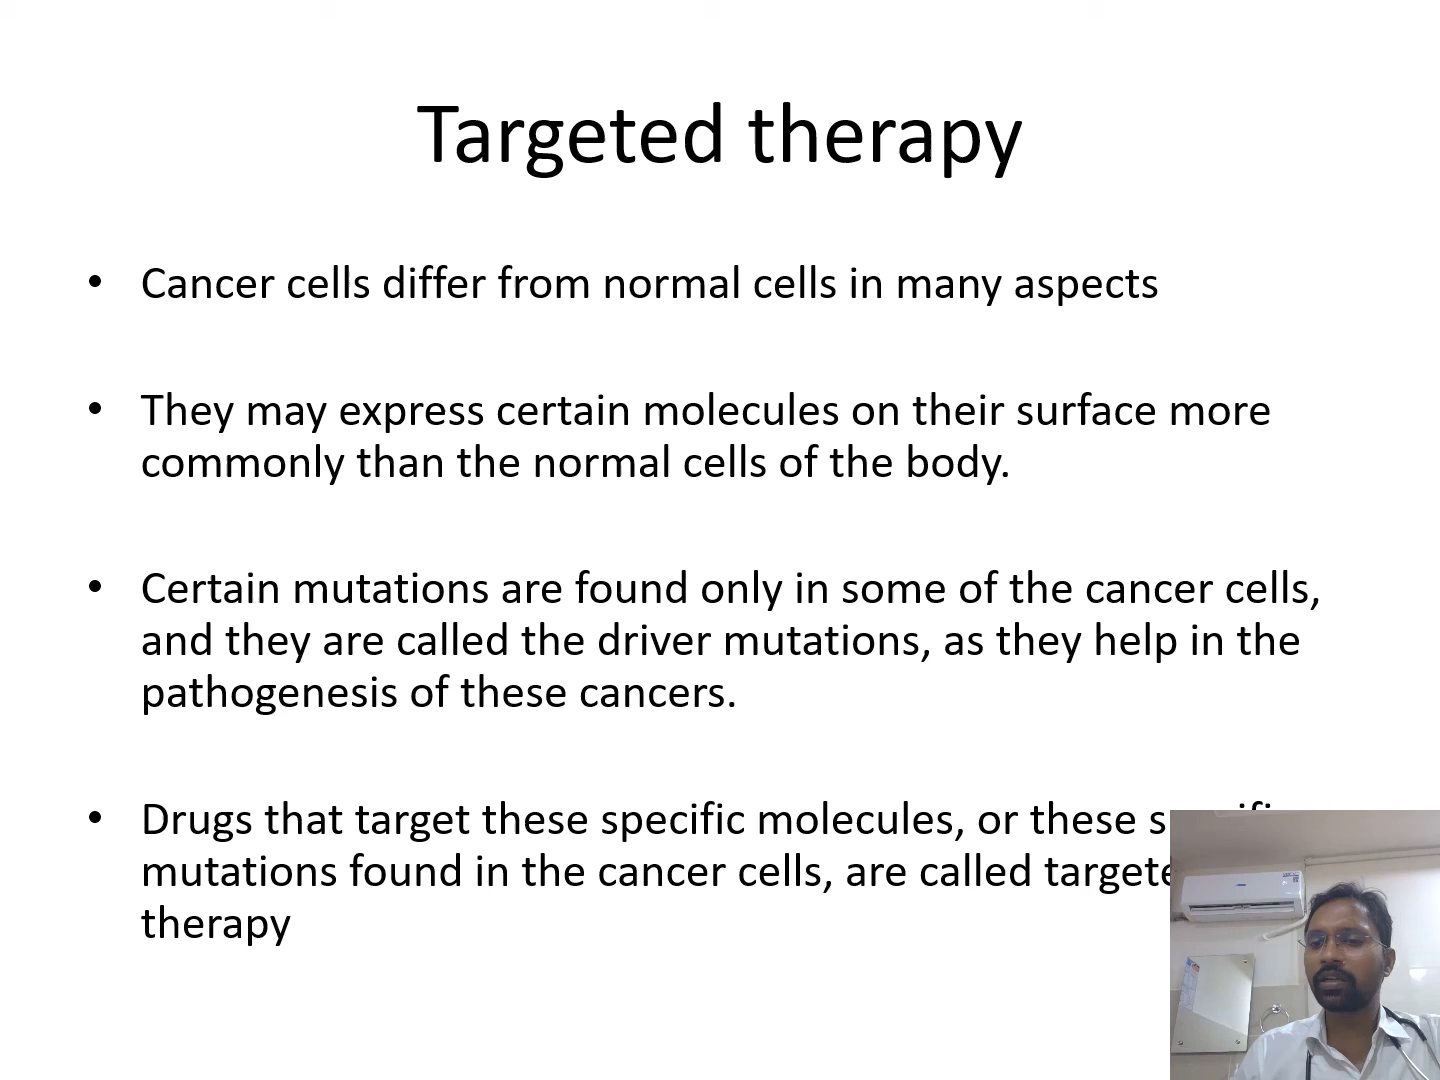 Targeted therapy
• Cancer cells differ from normal cells in many aspects
• They may express certain molecules on their surface more
commonly than the normal cells of the body.
• Certain mutations are found only in some of the cancer cells,
and they are called the driver mutations, as they help in the
pathogenesis of these cancers.
• Drugs that target these specific molecules, or these
mutations found in the cancer cells, are called
therapy